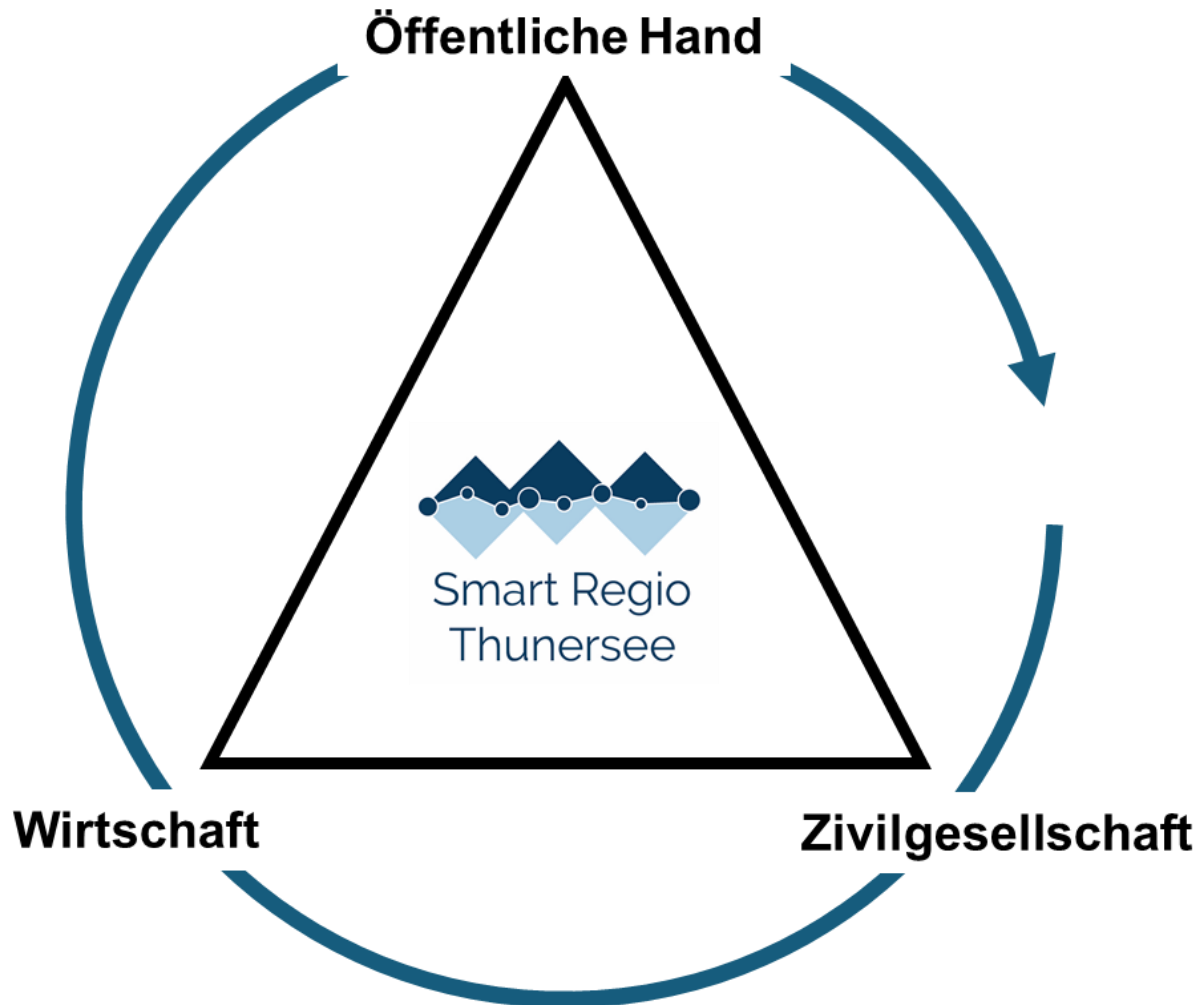 Öffentliche Hand
Smart Regio
Thunersee
Wirtschaft
Zivilgesellschaft